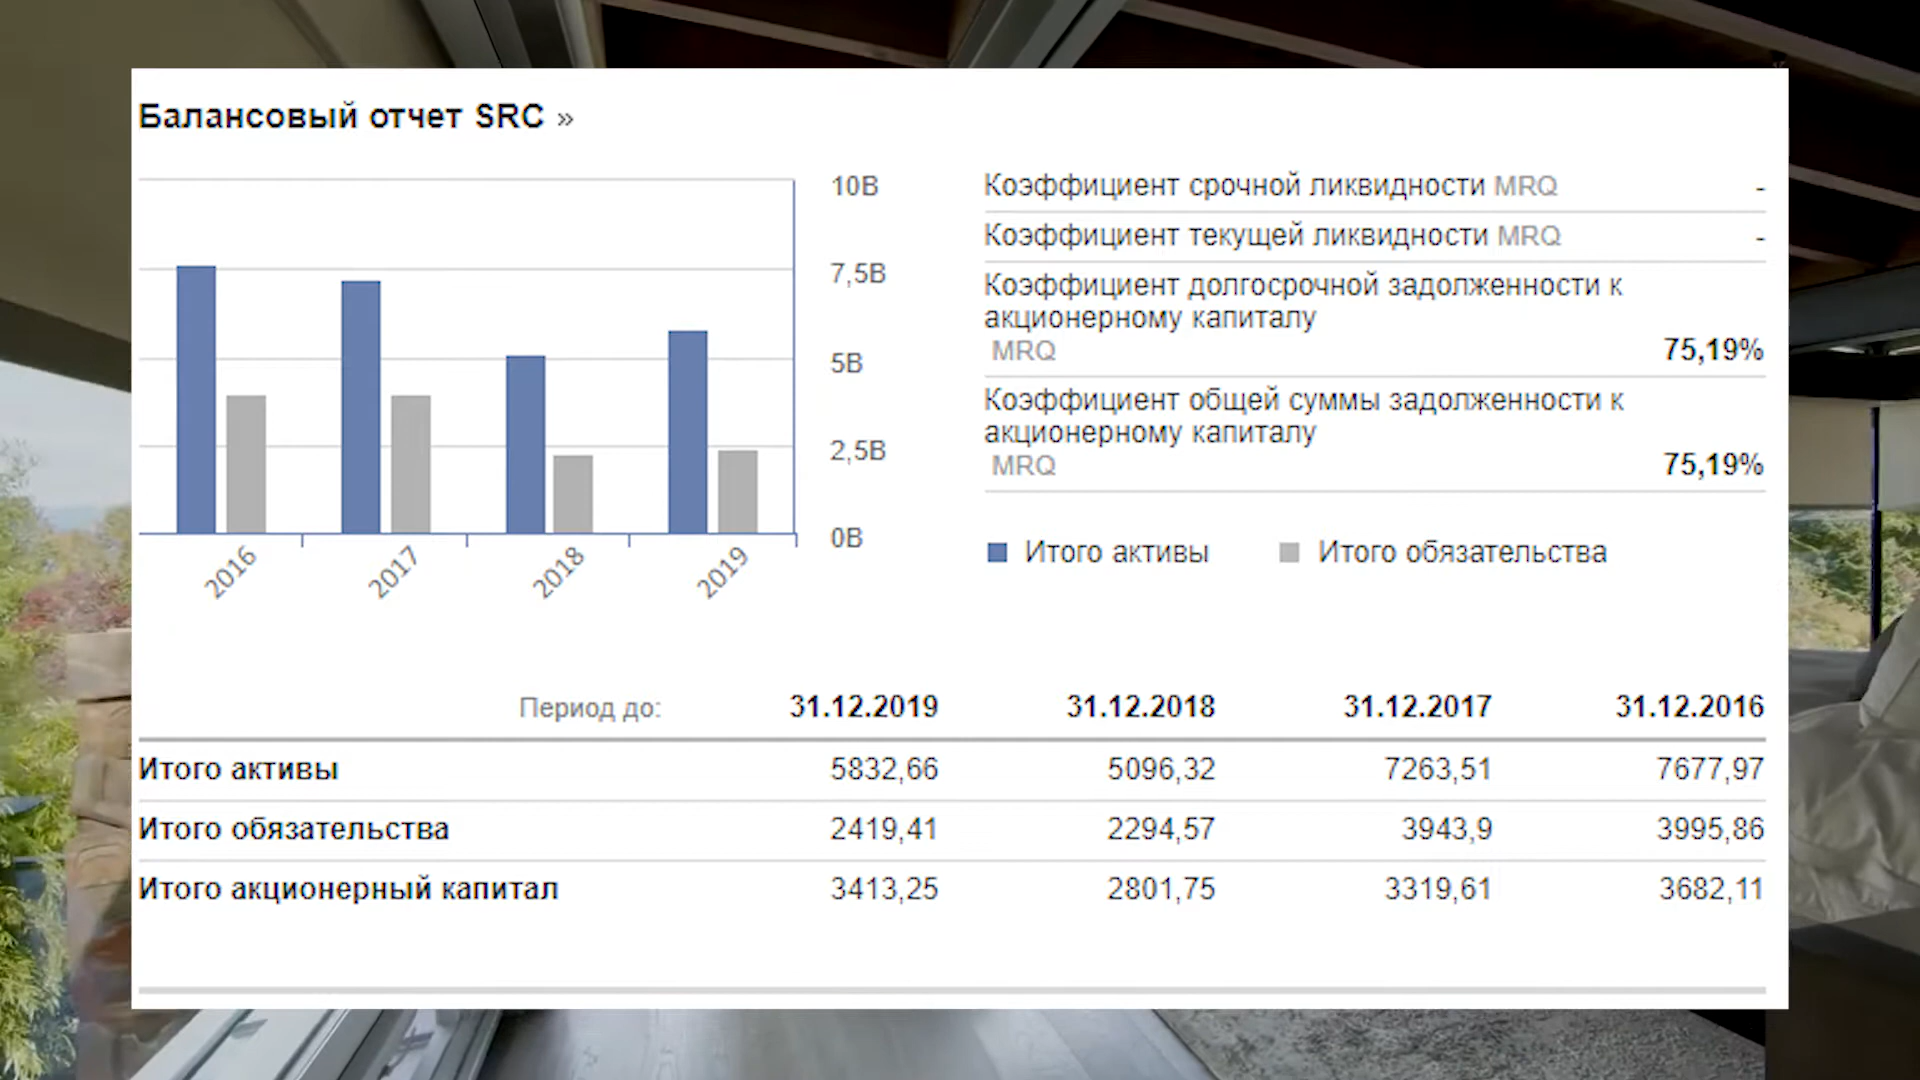 Балансовый отчет SRC »
10B
7,5B
5B
2,5B
0B
2016
2017
2018
2019
Коэффициент срочной ликвидности MRQ -
Коэффициент текущей ликвидности MRQ -
Коэффициент долгосрочной задолженности к
акционерному капиталу
MRQ 75,19%
Коэффициент общей суммы задолженности к
акционерному капиталу
MRQ 75,19%
Итого активы Итого обязательства
Период до: 31.12.2019 31.12.2018 31.12.2017 31.12.2016
Итого активы 5832,66 5096,32 7263,51 7677,97
Итого обязательства 2419,41 2294,57 3943,9 3995,86
Итого акционерный капитал 3413,25 2801,75 3319,61 3682,11